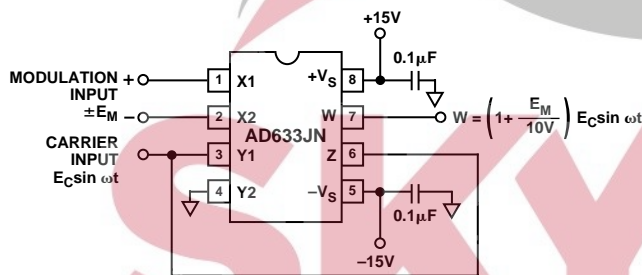 +15V
0.1µF
MODULATION +
INPUT
±EM –
1 X1
+VS 8
2 X2
W 7
W = (1+ EM/10V) ECsin ωt
AD633JN
CARRIER
INPUT
ECsin ωt
3 Y1
Z 6
4 Y2
–VS 5
0.1µF
–15V
SKY